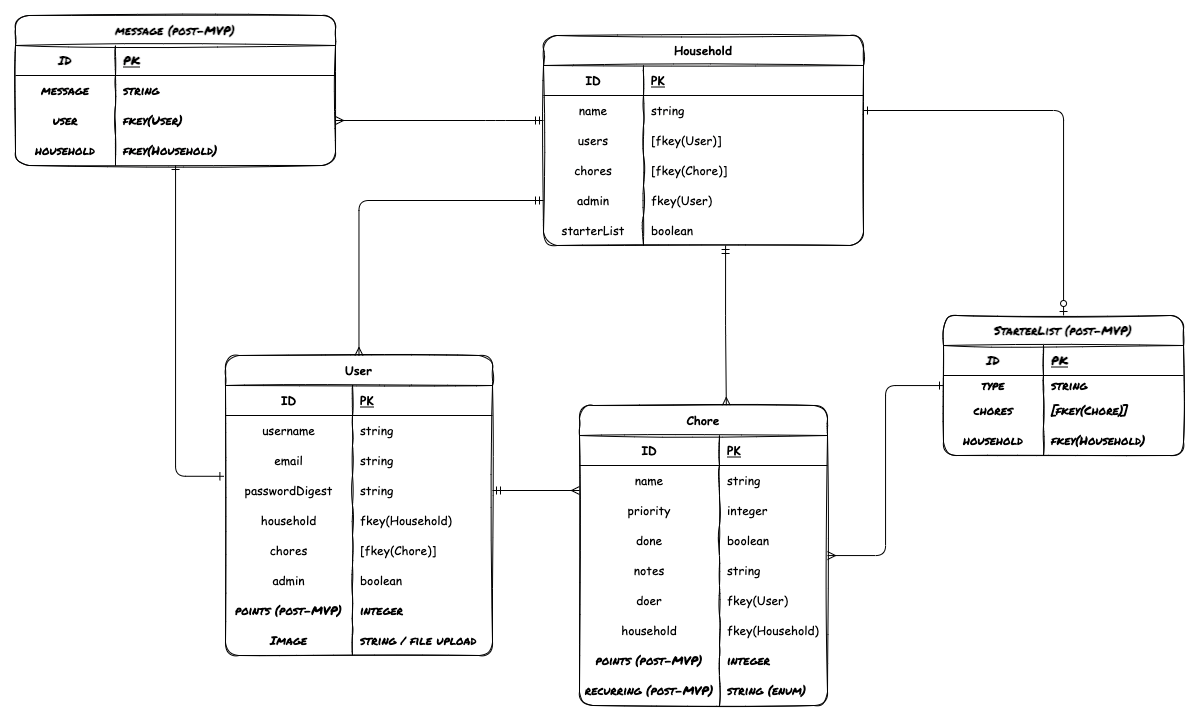 MESSAGE (POST-MVP)
ID PK
MESSAGE STRING
USER FKEY(USER)
HOUSEHOLD FKEY(HOUSEHOLD)
Household
ID PK
name string
users [fkey(User)]
chores [fkey(Chore)]
admin fkey(User)
starterList boolean
STARTERLIST (POST-MVP)
ID PK
TYPE STRING
CHORES [FKEY(CHORE)]
HOUSEHOLD FKEY(HOUSEHOLD)
User
ID PK
username string
email string
passwordDigest string
household fkey(Household)
chores [fkey(Chore)]
admin boolean
POINTS (POST-MVP) INTEGER
IMAGE STRING / FILE UPLOAD
Chore
ID PK
name string
priority integer
done boolean
notes string
doer fkey(User)
household fkey(Household)
POINTS (POST-MVP) INTEGER
RECURRING (POST-MVP) STRING (ENUM)